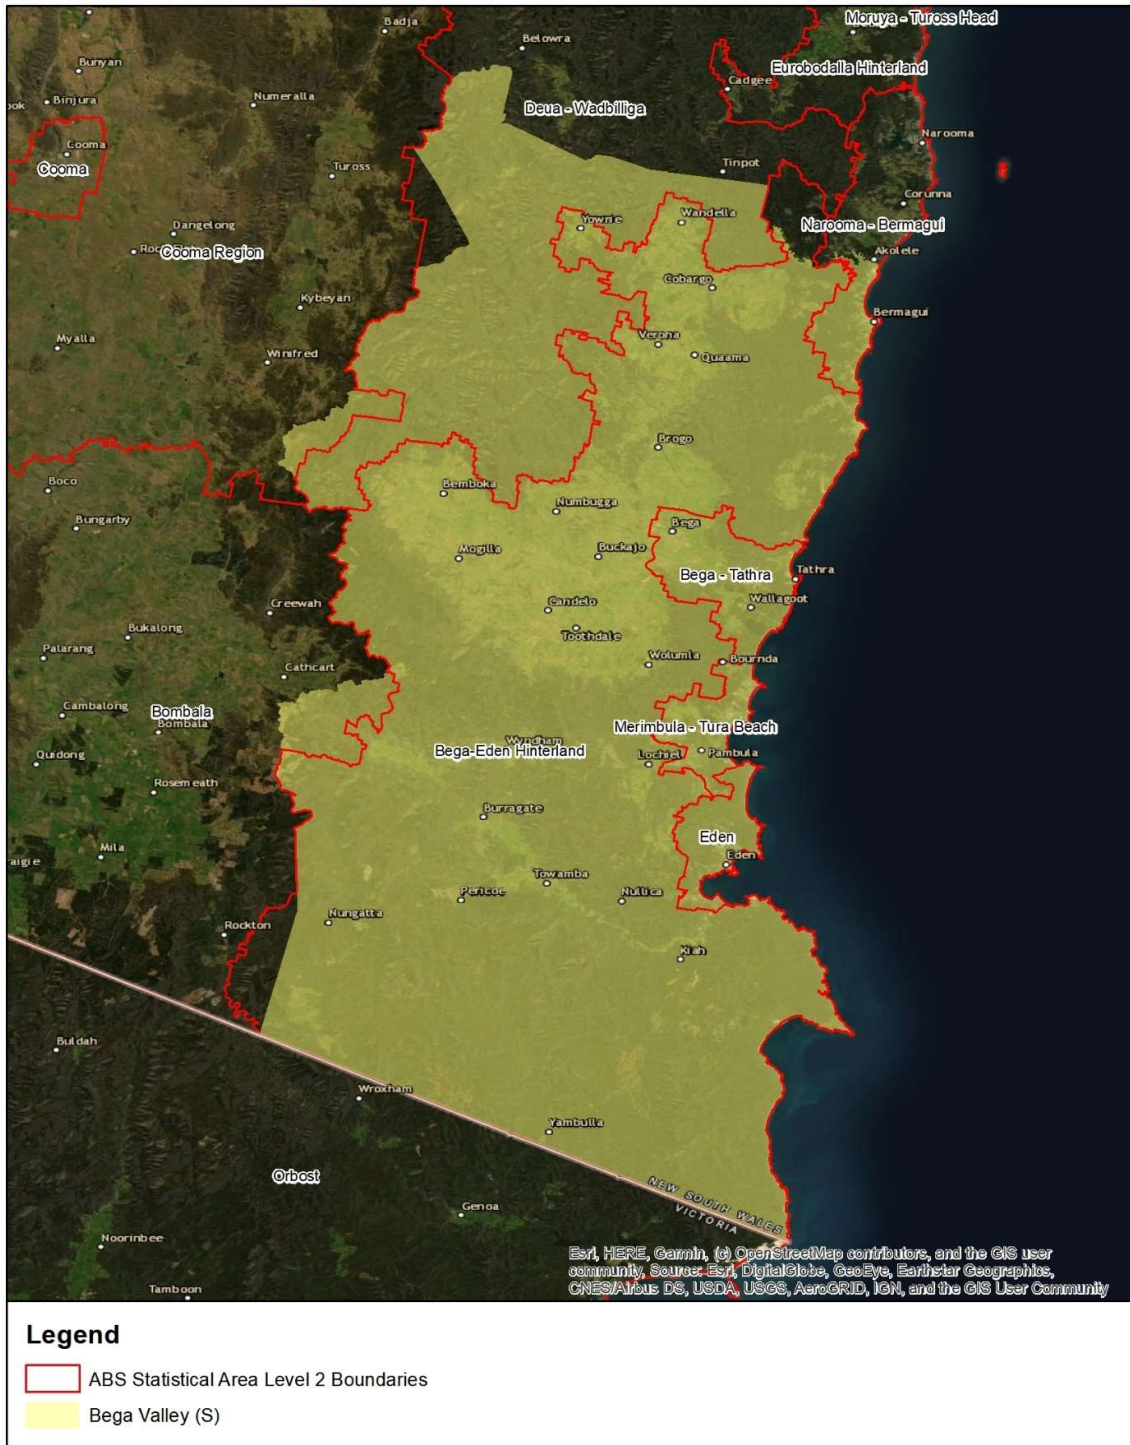 Moruya - Tuross Head
Badja
Belowra
Bunyan
Eurobodalla Hinterland
Cadgee
ook
Binjura
Numeralla
Deua - Wadbilliga
Narooma
Cooma
Cooma
Tuross
Tinpot
Corunna
Yowrie
Wandella
Dangelong
Narooma - Bermagui
Cooma Region
Akolele
Cobargo
Kybeyan
Bermagui
Myalla
Winifred
Verona
Quaama
Brogo
Boco
Bemboka
Numbugga
Bungarby
Bega
Mogilla
Buckajo
Bega - Tathra
Tathra
Creewah
Candelo
Wallagoot
Bukalong
Toothdale
Palarang
Cathcart
Wolumla
Bournda
Cambalong
Bombala
Bombala
Merimbula - Tura Beach
Wyndham
Bega-Eden Hinterland
Quidong
Lochiel
Pambula
Rosemeath
Burragate
Mila
Eden
Eden
aigie
Towamba
Pericoe
Nullica
Nungatta
Rockton
Kiah
Buldah
Wroxham
Yambulla
Orbost
NEW SOUTH WALES
VICTORIA
Genoa
Noorinbee
Tamboon
Esri, HERE, Garmin, (c) OpenStreetMap contributors, and the GIS user
community, Source: Esri, DigitalGlobe, GeoEye, Earthstar Geographics,
CNES/Airbus DS, USDA, USGS, AeroGRID, IGN, and the GIS User Community
Legend
ABS Statistical Area Level 2 Boundaries
Bega Valley (S)